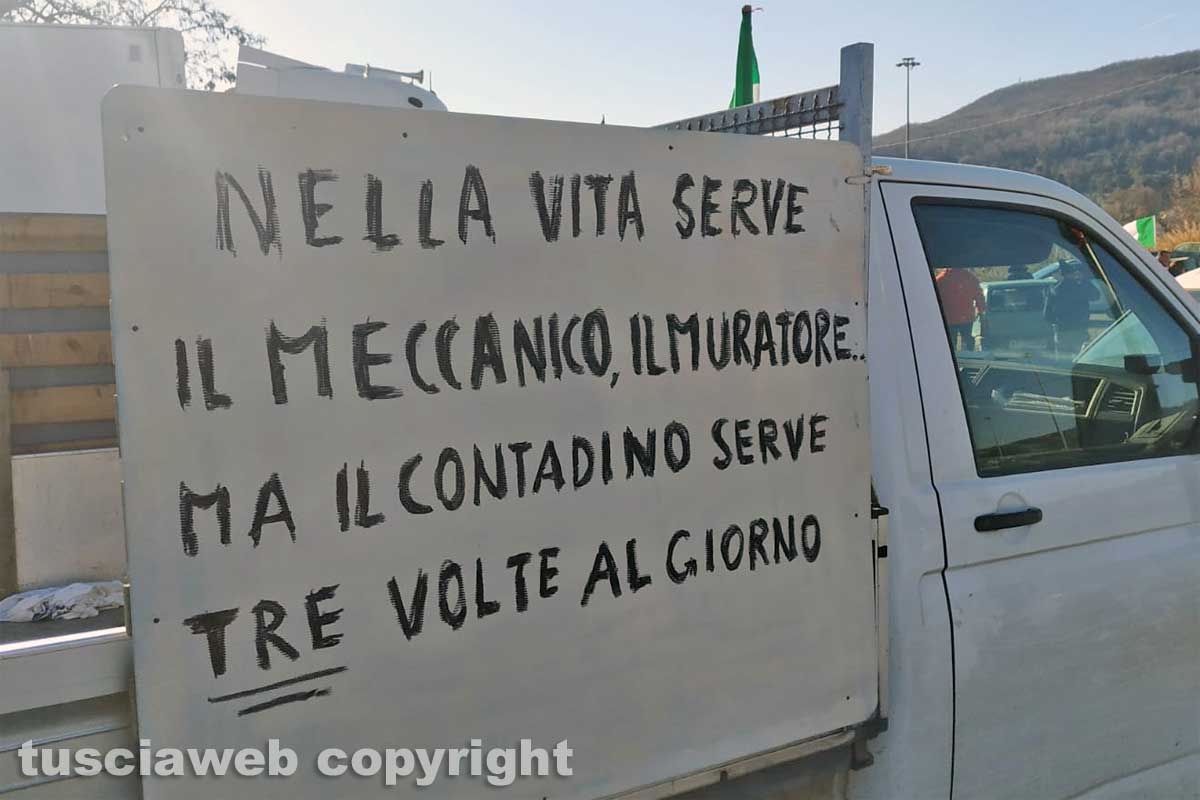 NELLA VITA SERVE
IL MECCANICO, IL MURATORE..
MA IL CONTADINO SERVE
TRE VOLTE AL GIORNO
tusciaweb copyright